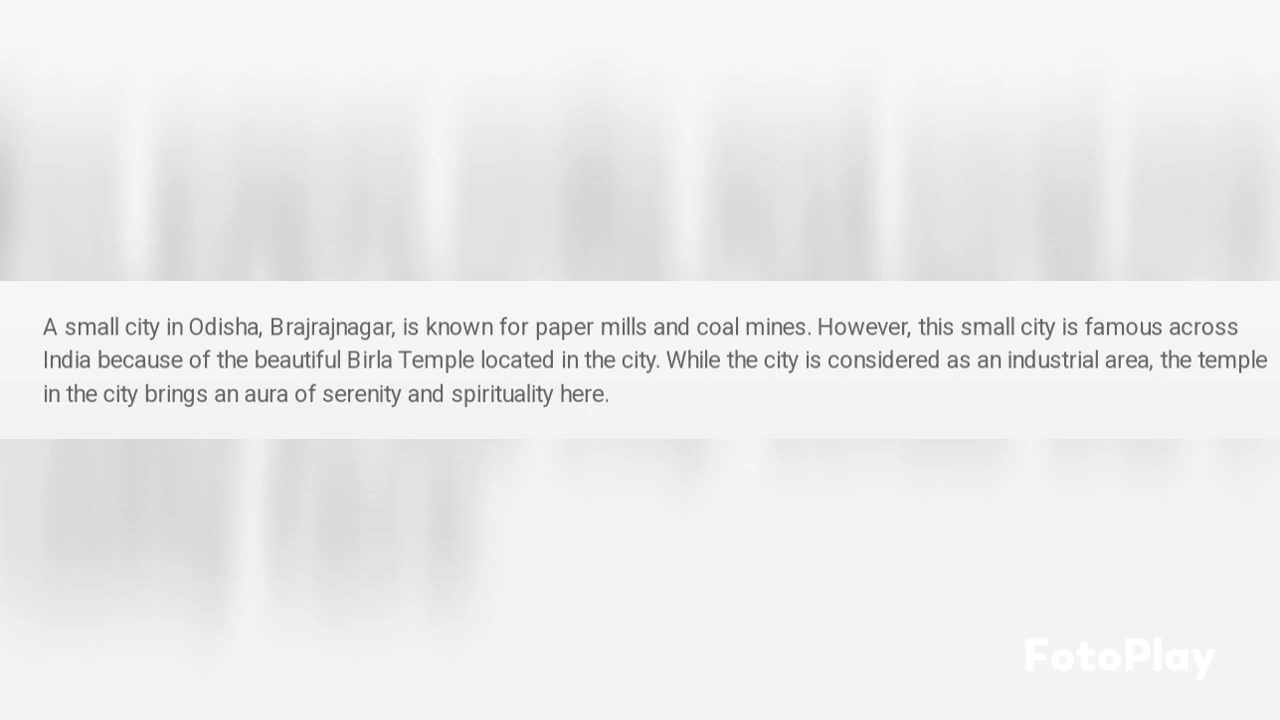 A small city in Odisha, Brajrajnagar, is known for paper mills and coal mines. However, this small city is famous across
India because of the beautiful Birla Temple located in the city. While the city is considered as an industrial area, the temple
in the city brings an aura of serenity and spirituality here.
FotoPlay